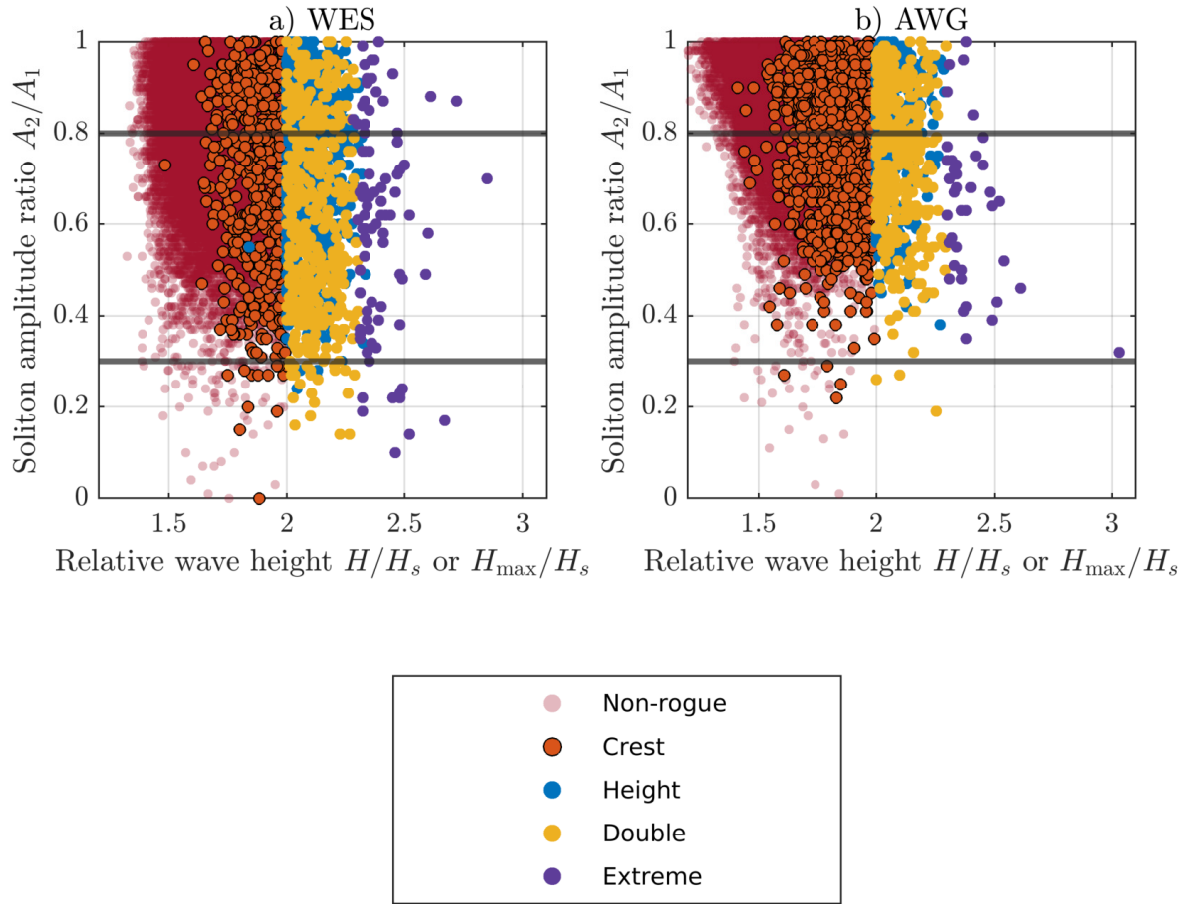 a) WES
1
0.8
0.6
0.4
0.2
0
1.5
2
2.5
3
Soliton amplitude ratio A₂/A₁
Relative wave height H/Hₛ or Hmax/Hₛ
b) AWG
1
0.8
0.6
0.4
0.2
0
1.5
2
2.5
3
Soliton amplitude ratio A₂/A₁
Relative wave height H/Hₛ or Hmax/Hₛ
Non-rogue
Crest
Height
Double
Extreme